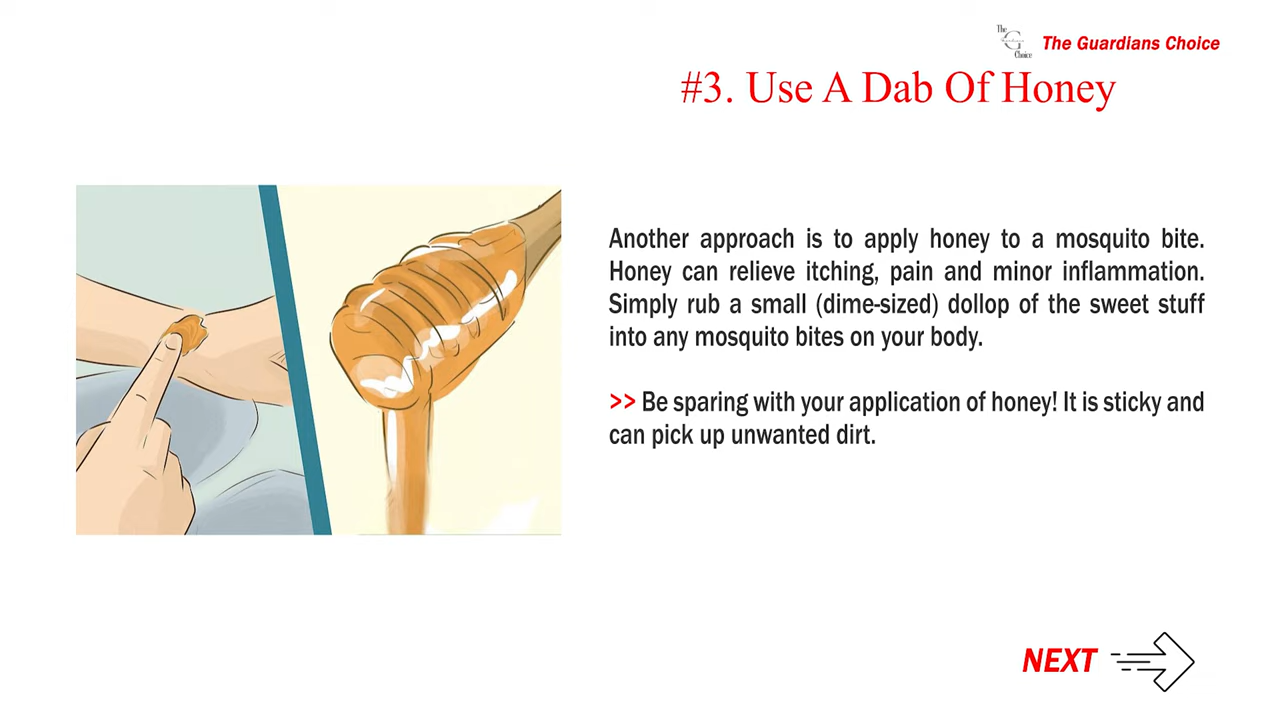 The
G
Choice
The Guardians Choice
#3. Use A Dab Of Honey
Another approach is to apply honey to a mosquito bite.
Honey can relieve itching, pain and minor inflammation.
Simply rub a small (dime-sized) dollop of the sweet stuff
into any mosquito bites on your body.
>> Be sparing with your application of honey! It is sticky and
can pick up unwanted dirt.
NEXT